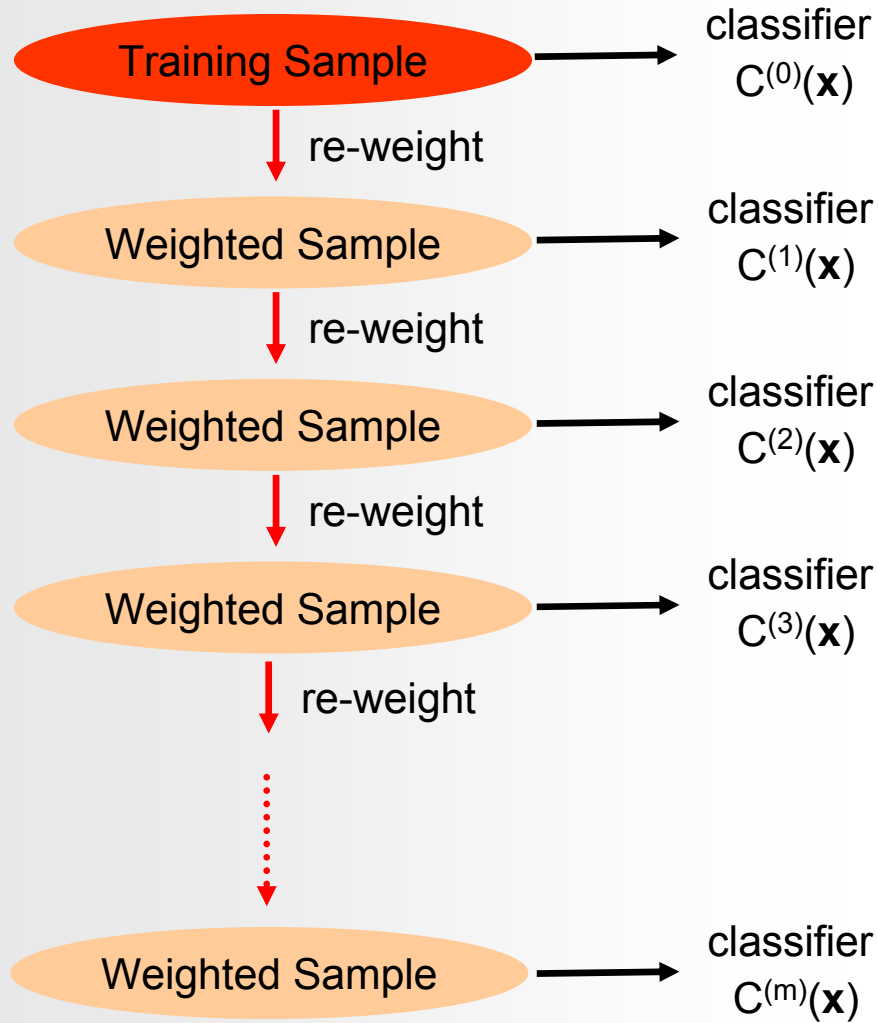 Training Sample
classifier
C⁽⁰⁾(x)
re-weight
Weighted Sample
classifier
C⁽¹⁾(x)
re-weight
Weighted Sample
classifier
C⁽²⁾(x)
re-weight
Weighted Sample
classifier
C⁽³⁾(x)
re-weight
Weighted Sample
classifier
C⁽ᵐ⁾(x)